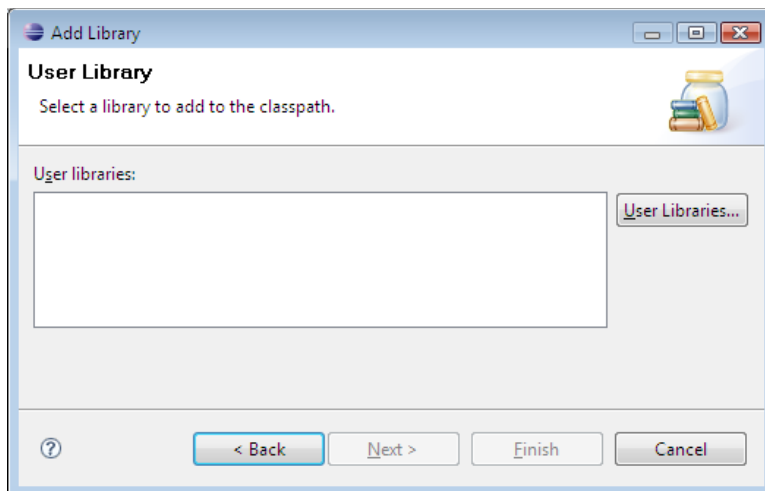 Add Library
User Library
Select a library to add to the classpath.
User libraries:
User Libraries...
?
< Back
Next >
Finish
Cancel